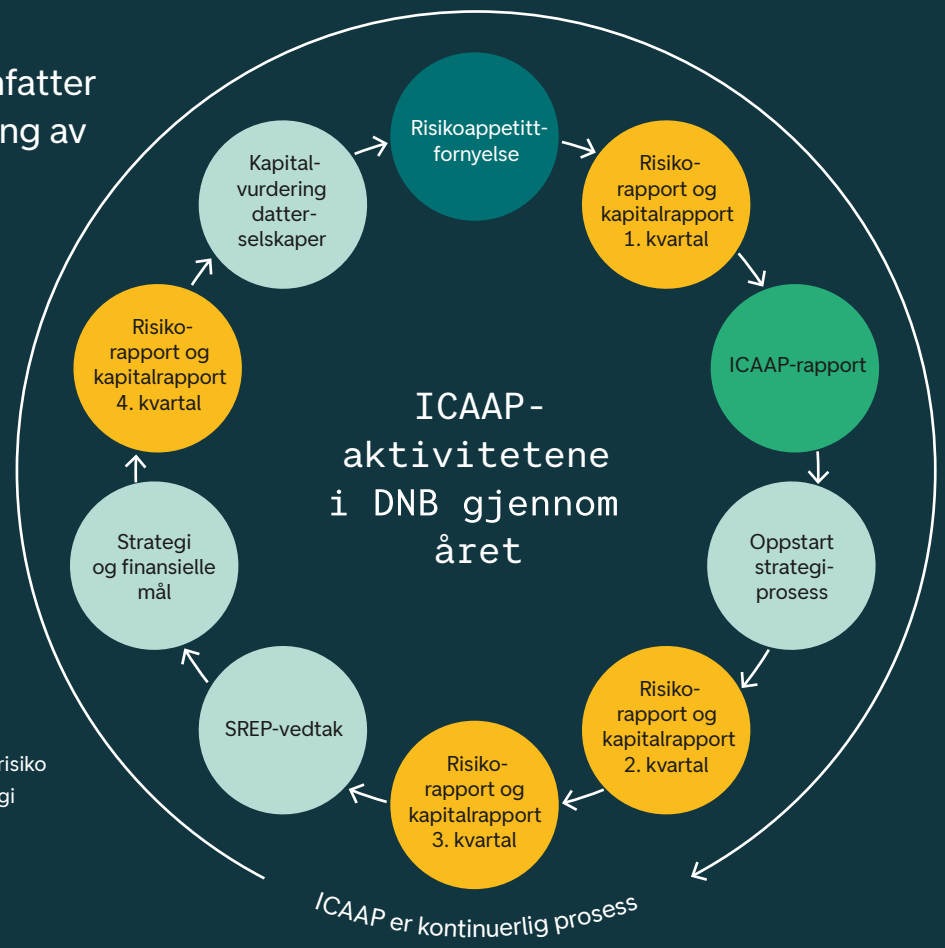 nfatter
ng av
Risikoappetitt-
fornyelse
Risiko-
rapport og
kapitalrapport
1. kvartal
ICAAP-rapport
Oppstart
strategi-
prosess
Risiko-
rapport og
kapitalrapport
2. kvartal
Risiko-
rapport og
kapitalrapport
3. kvartal
SREP-vedtak
Strategi
og finansielle
mål
Risiko-
rapport og
kapitalrapport
4. kvartal
Kapital-
vurdering
datter-
selskaper
ICAAP-
aktivitetene
i DNB gjennom
året
risiko
gi
ICAAP er kontinuerlig prosess